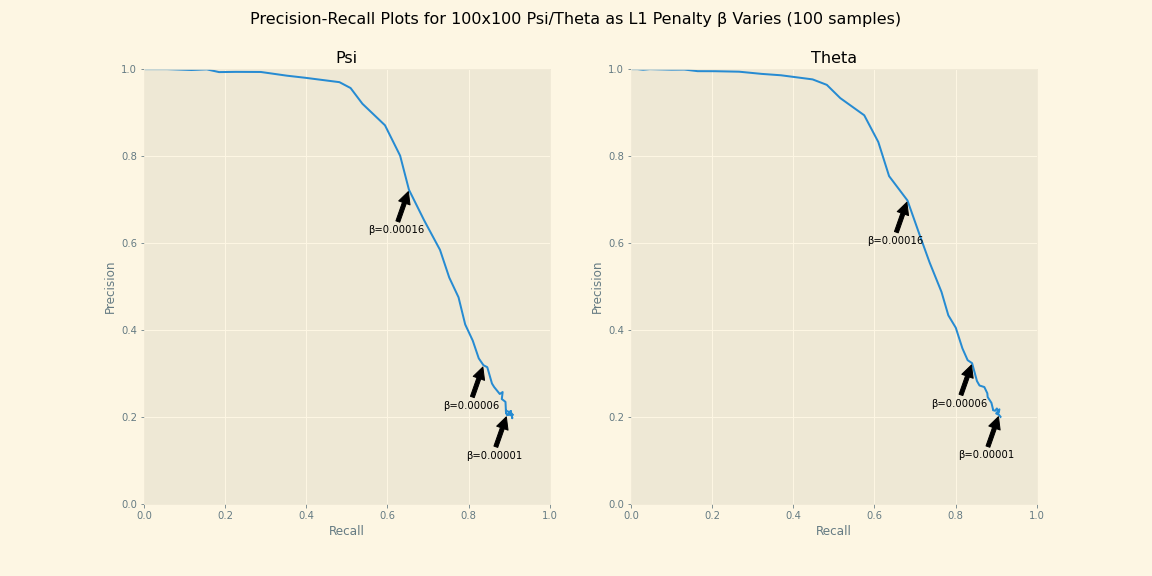 Precision-Recall Plots for 100x100 Psi/Theta as L1 Penalty β Varies (100 samples)
Psi
1.0
0.8
0.6
0.4
0.2
0.0
Precision
β=0.00016
β=0.00006
β=0.00001
0.0 0.2 0.4 0.6 0.8 1.0
Recall
Theta
1.0
0.8
0.6
0.4
0.2
0.0
Precision
β=0.00016
β=0.00006
β=0.00001
0.0 0.2 0.4 0.6 0.8 1.0
Recall